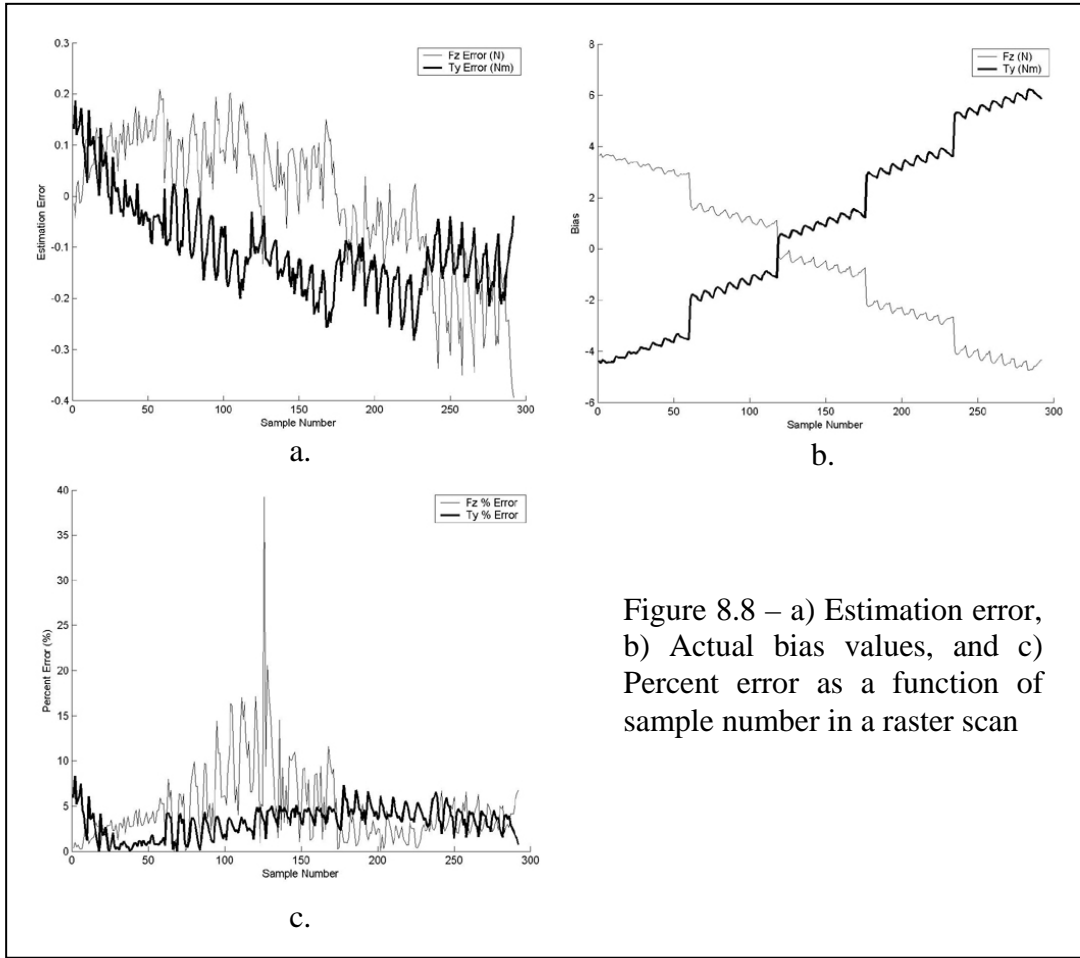 0.3
0.2
0.1
0
-0.1
-0.2
-0.3
-0.4
Estimation Error
Fz Error (N)
Ty Error (Nm)
0 50 100 150 200 250 300
Sample Number
a.
8
6
4
2
0
-2
-4
-6
Bias
Fz (N)
Ty (Nm)
0 50 100 150 200 250 300
Sample Number
b.
40
35
30
25
20
15
10
5
0
Percent Error (%)
Fz % Error
Ty % Error
0 50 100 150 200 250 300
Sample Number
c.
Figure 8.8 – a) Estimation error,
b) Actual bias values, and c)
Percent error as a function of
sample number in a raster scan